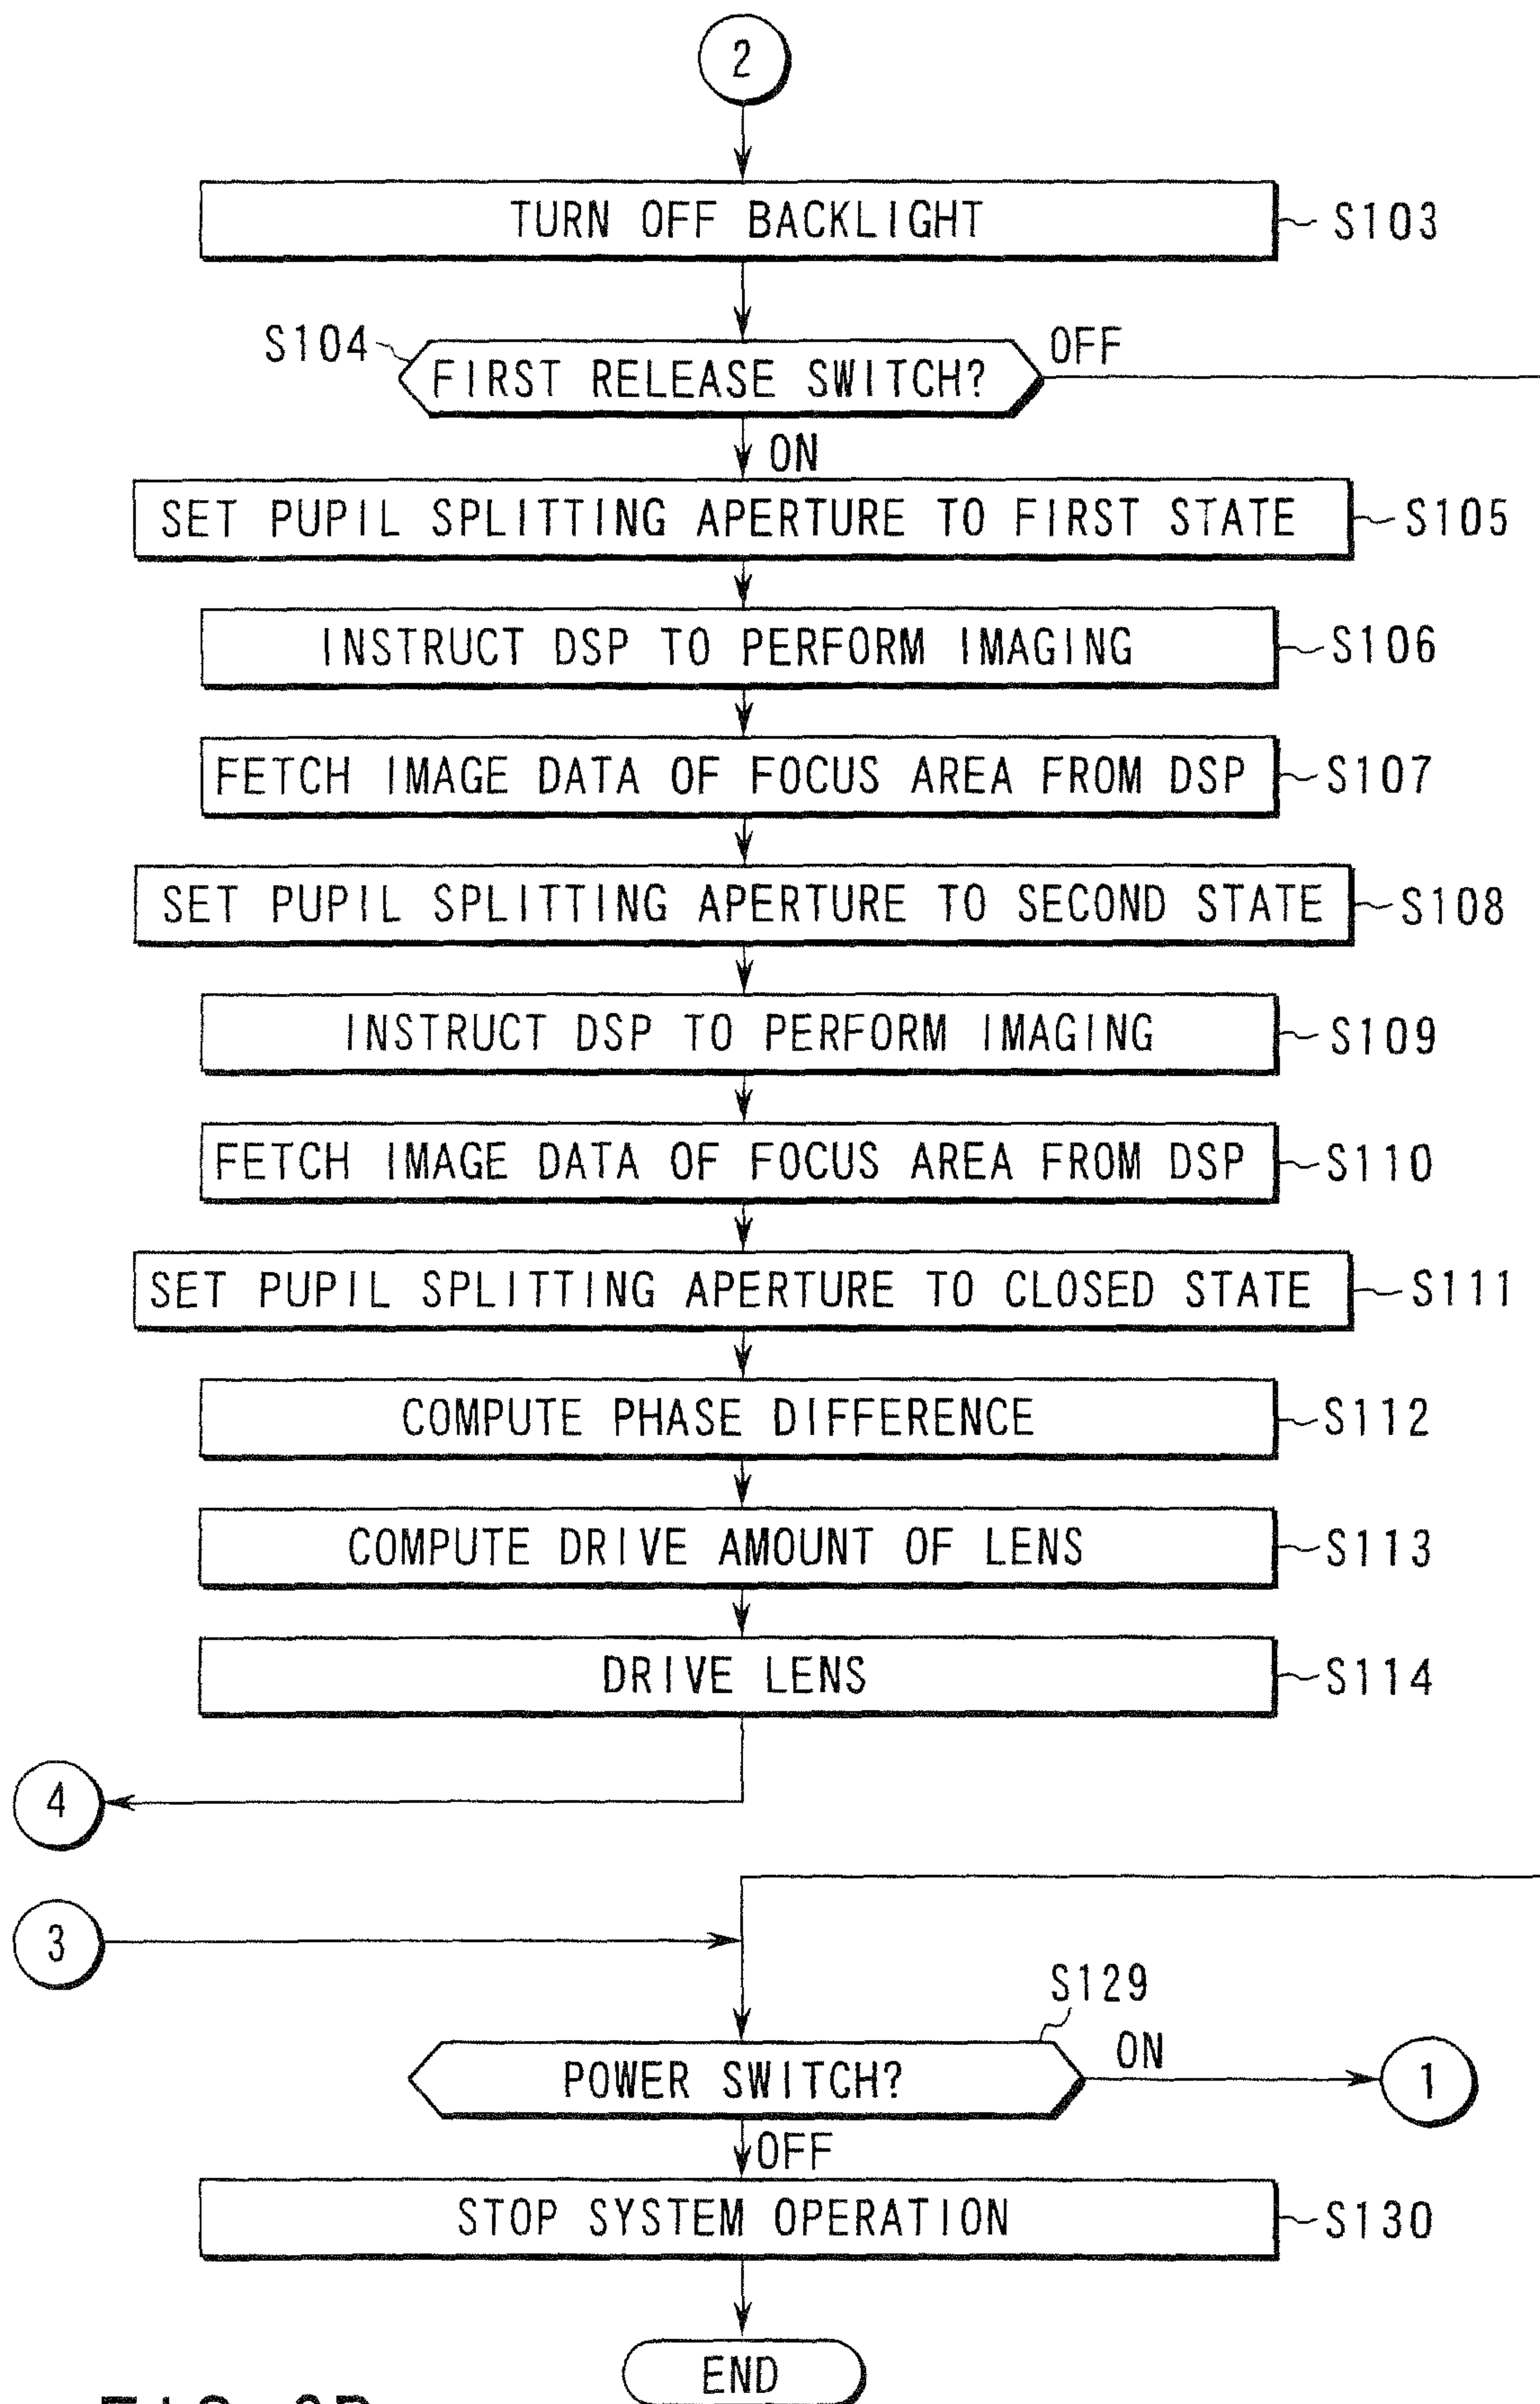 2
TURN OFF BACKLIGHT
S103
S104
FIRST RELEASE SWITCH?
OFF
ON
SET PUPIL SPLITTING APERTURE TO FIRST STATE
S105
INSTRUCT DSP TO PERFORM IMAGING
S106
FETCH IMAGE DATA OF FOCUS AREA FROM DSP
S107
SET PUPIL SPLITTING APERTURE TO SECOND STATE
S108
INSTRUCT DSP TO PERFORM IMAGING
S109
FETCH IMAGE DATA OF FOCUS AREA FROM DSP
S110
SET PUPIL SPLITTING APERTURE TO CLOSED STATE
S111
COMPUTE PHASE DIFFERENCE
S112
COMPUTE DRIVE AMOUNT OF LENS
S113
DRIVE LENS
S114
4
3
S129
POWER SWITCH?
ON
1
OFF
STOP SYSTEM OPERATION
S130
END